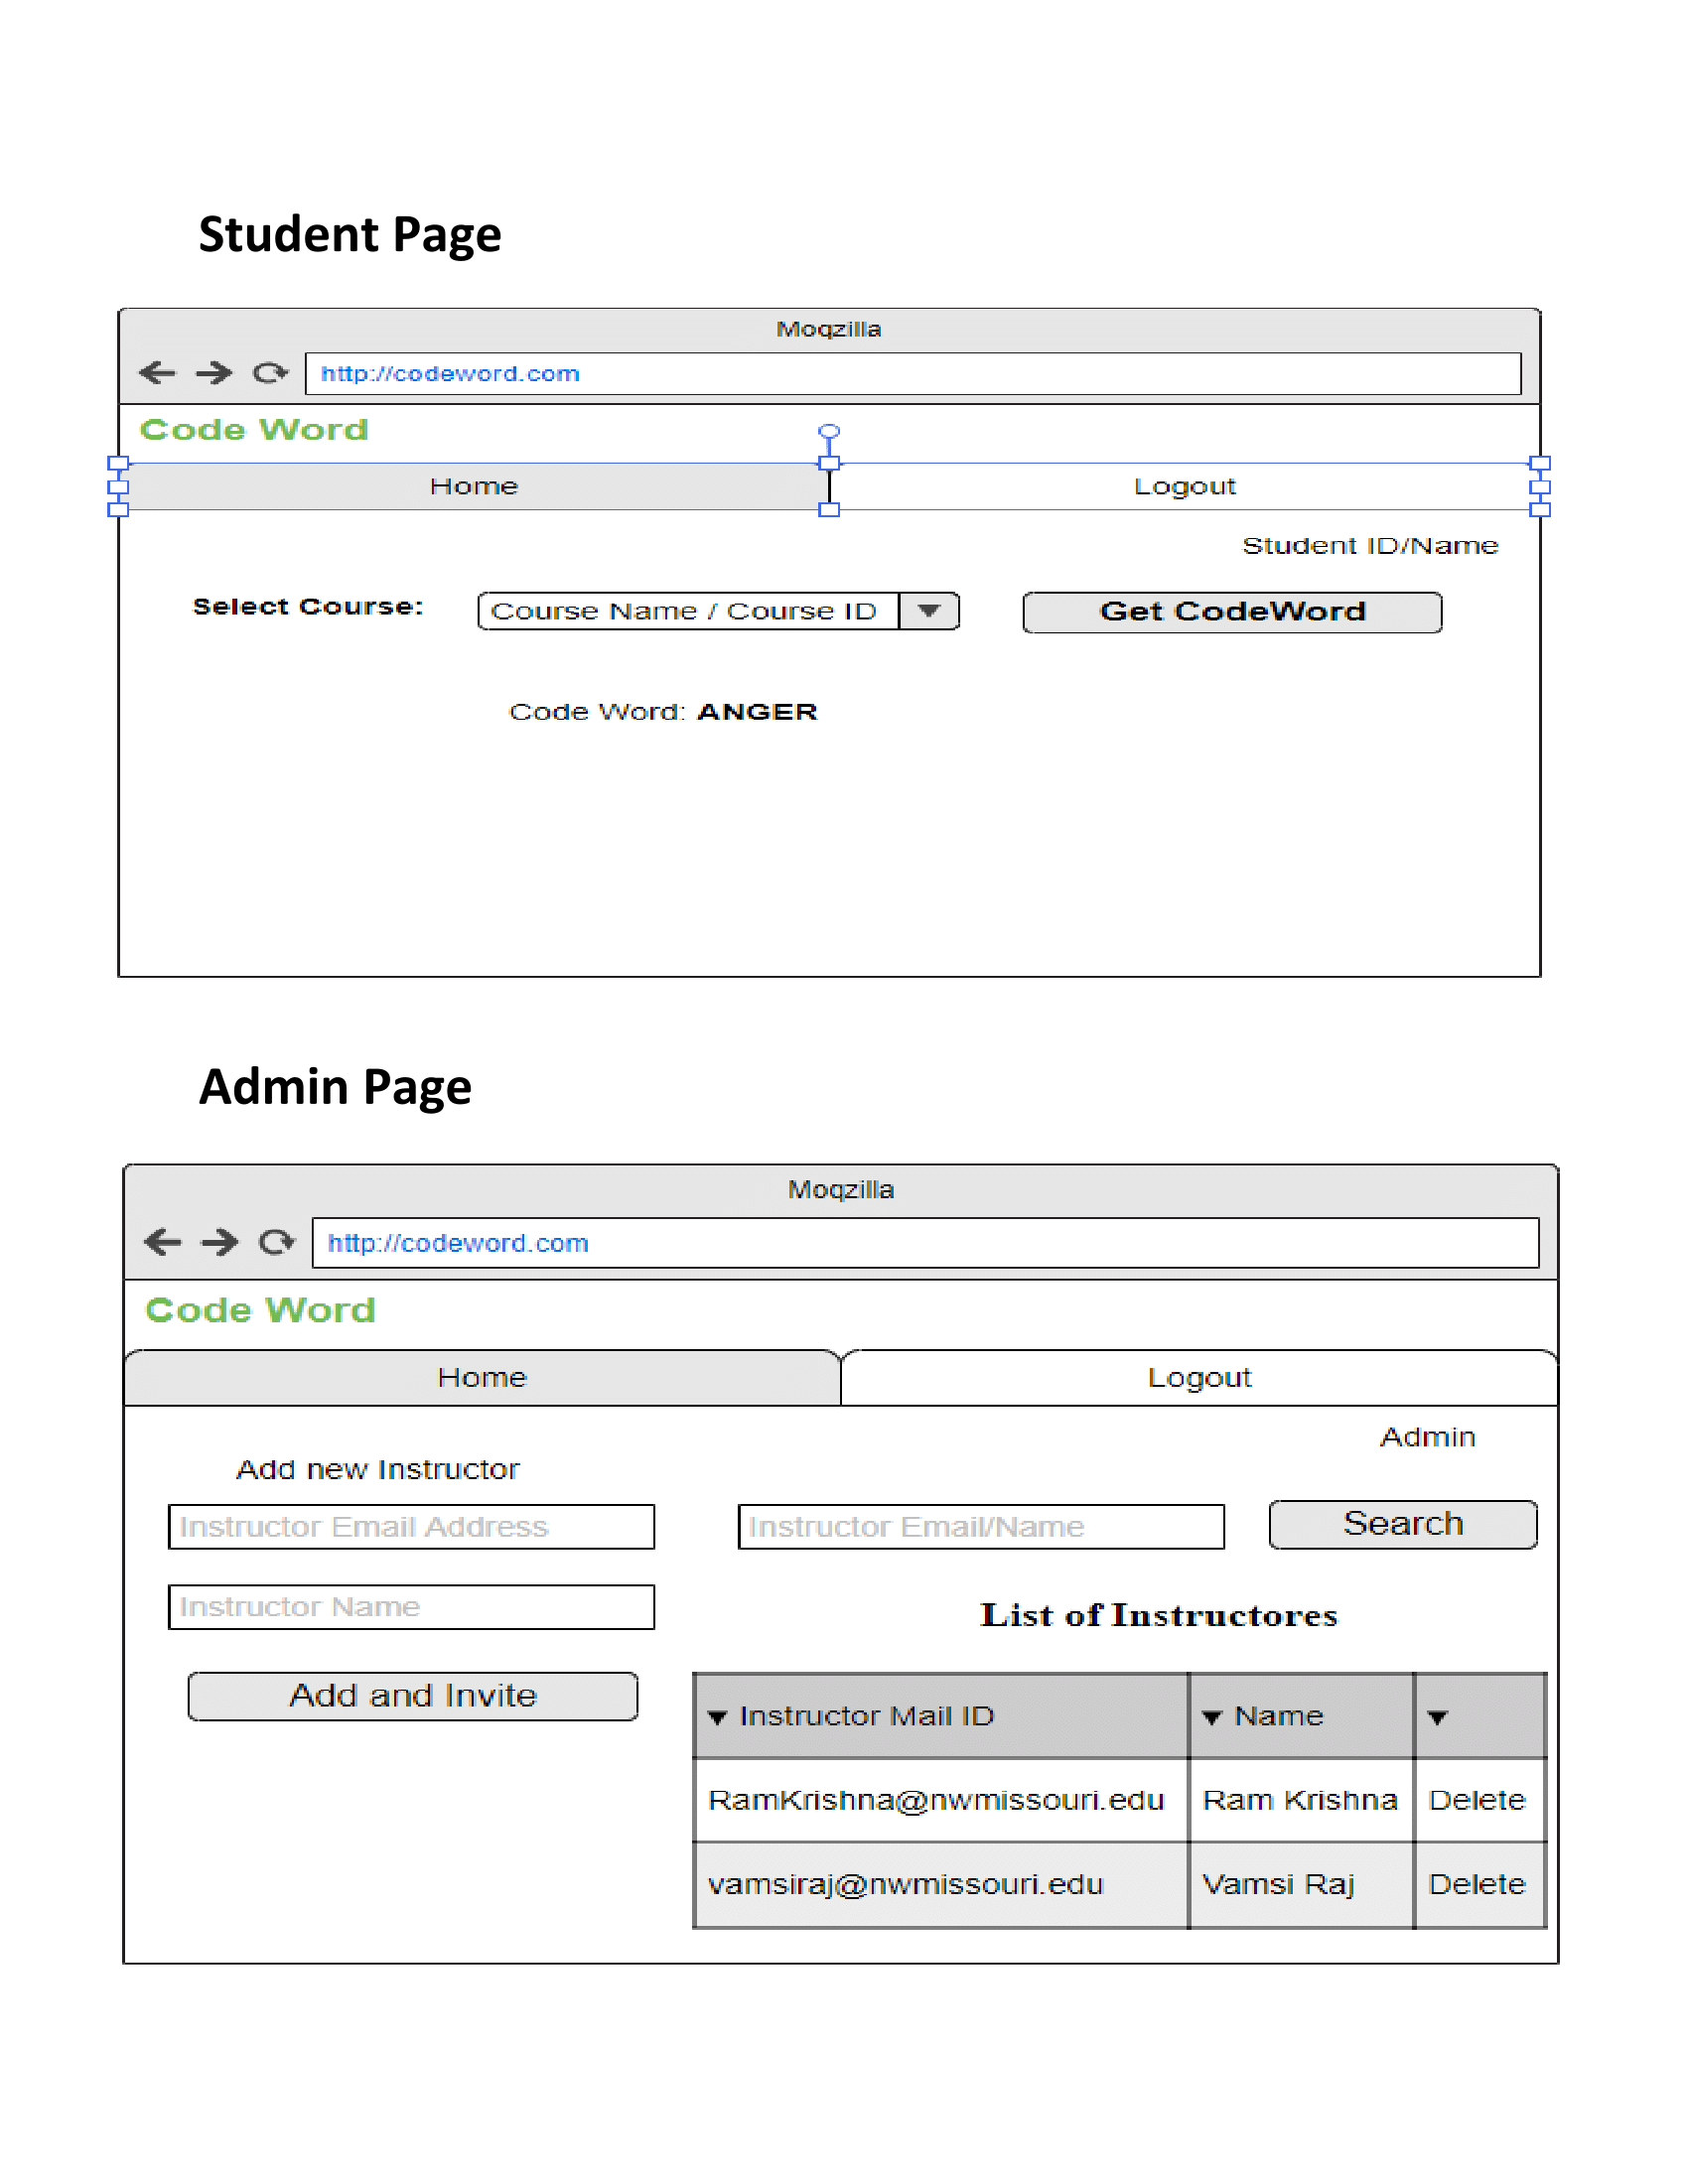 Student Page
Moqzilla
http://codeword.com
Code Word
Home Logout
Student ID/Name
Select Course: Course Name / Course ID Get CodeWord
Code Word: ANGER
Admin Page
Moqzilla
http://codeword.com
Code Word
Home Logout
Admin
Add new Instructor
Instructor Email Address Instructor Email/Name Search
Instructor Name
List of Instructores
Add and Invite
Instructor Mail ID Name
RamKrishna@nwmissouri.edu Ram Krishna Delete
vamsiraj@nwmissouri.edu Vamsi Raj Delete